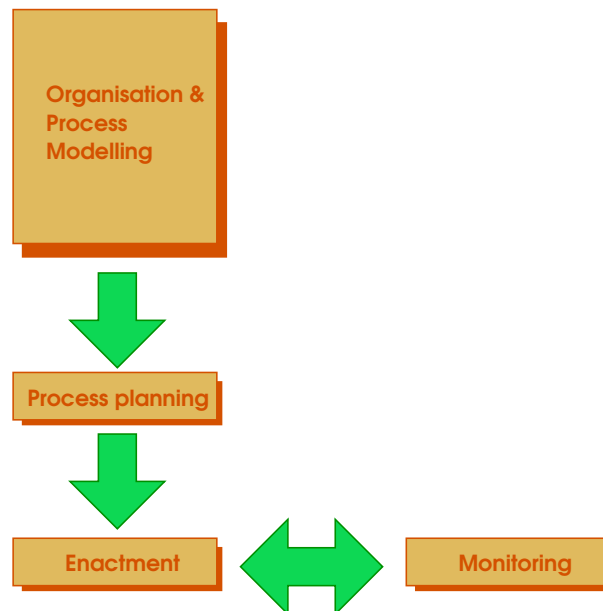 Organisation &
Process
Modelling
Process planning
Enactment
Monitoring